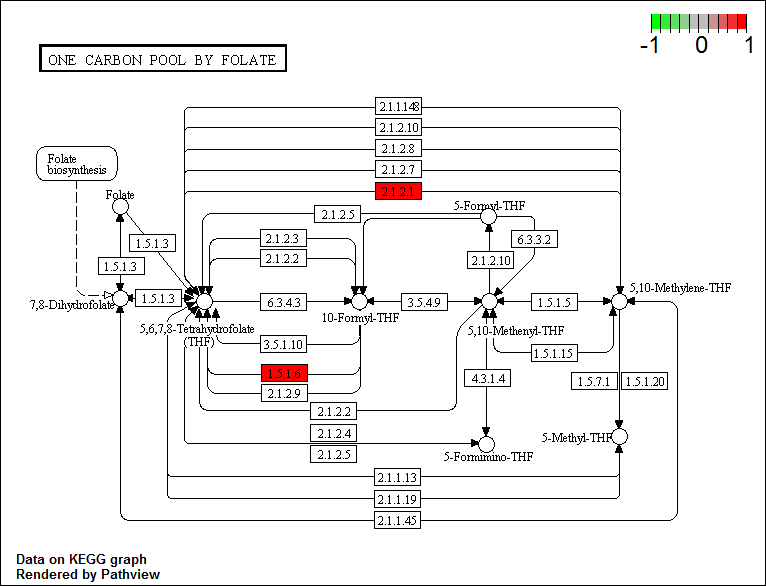 -1 0 1
ONE CARBON POOL BY FOLATE
2.1.1.148
2.1.2.10
2.1.2.8
2.1.2.7
2.1.2.1
Folate
biosynthesis
Folate
5-Formyl-THF
2.1.2.5
1.5.1.3
2.1.2.3
6.3.3.2
1.5.1.3
2.1.2.2
2.1.2.10
5,10-Methylene-THF
7,8-Dihydrofolate
1.5.1.3
6.3.4.3
3.5.4.9
1.5.1.5
10-Formyl-THF
5,6,7,8-Tetrahydrofolate
(THF)
5,10-Methenyl-THF
3.5.1.10
1.5.1.15
1.5.1.6
4.3.1.4
1.5.7.1
1.5.1.20
2.1.2.9
2.1.2.2
2.1.2.4
5-Methyl-THF
2.1.2.5
5-Formimino-THF
2.1.1.13
2.1.1.19
2.1.1.45
Data on KEGG graph
Rendered by Pathview